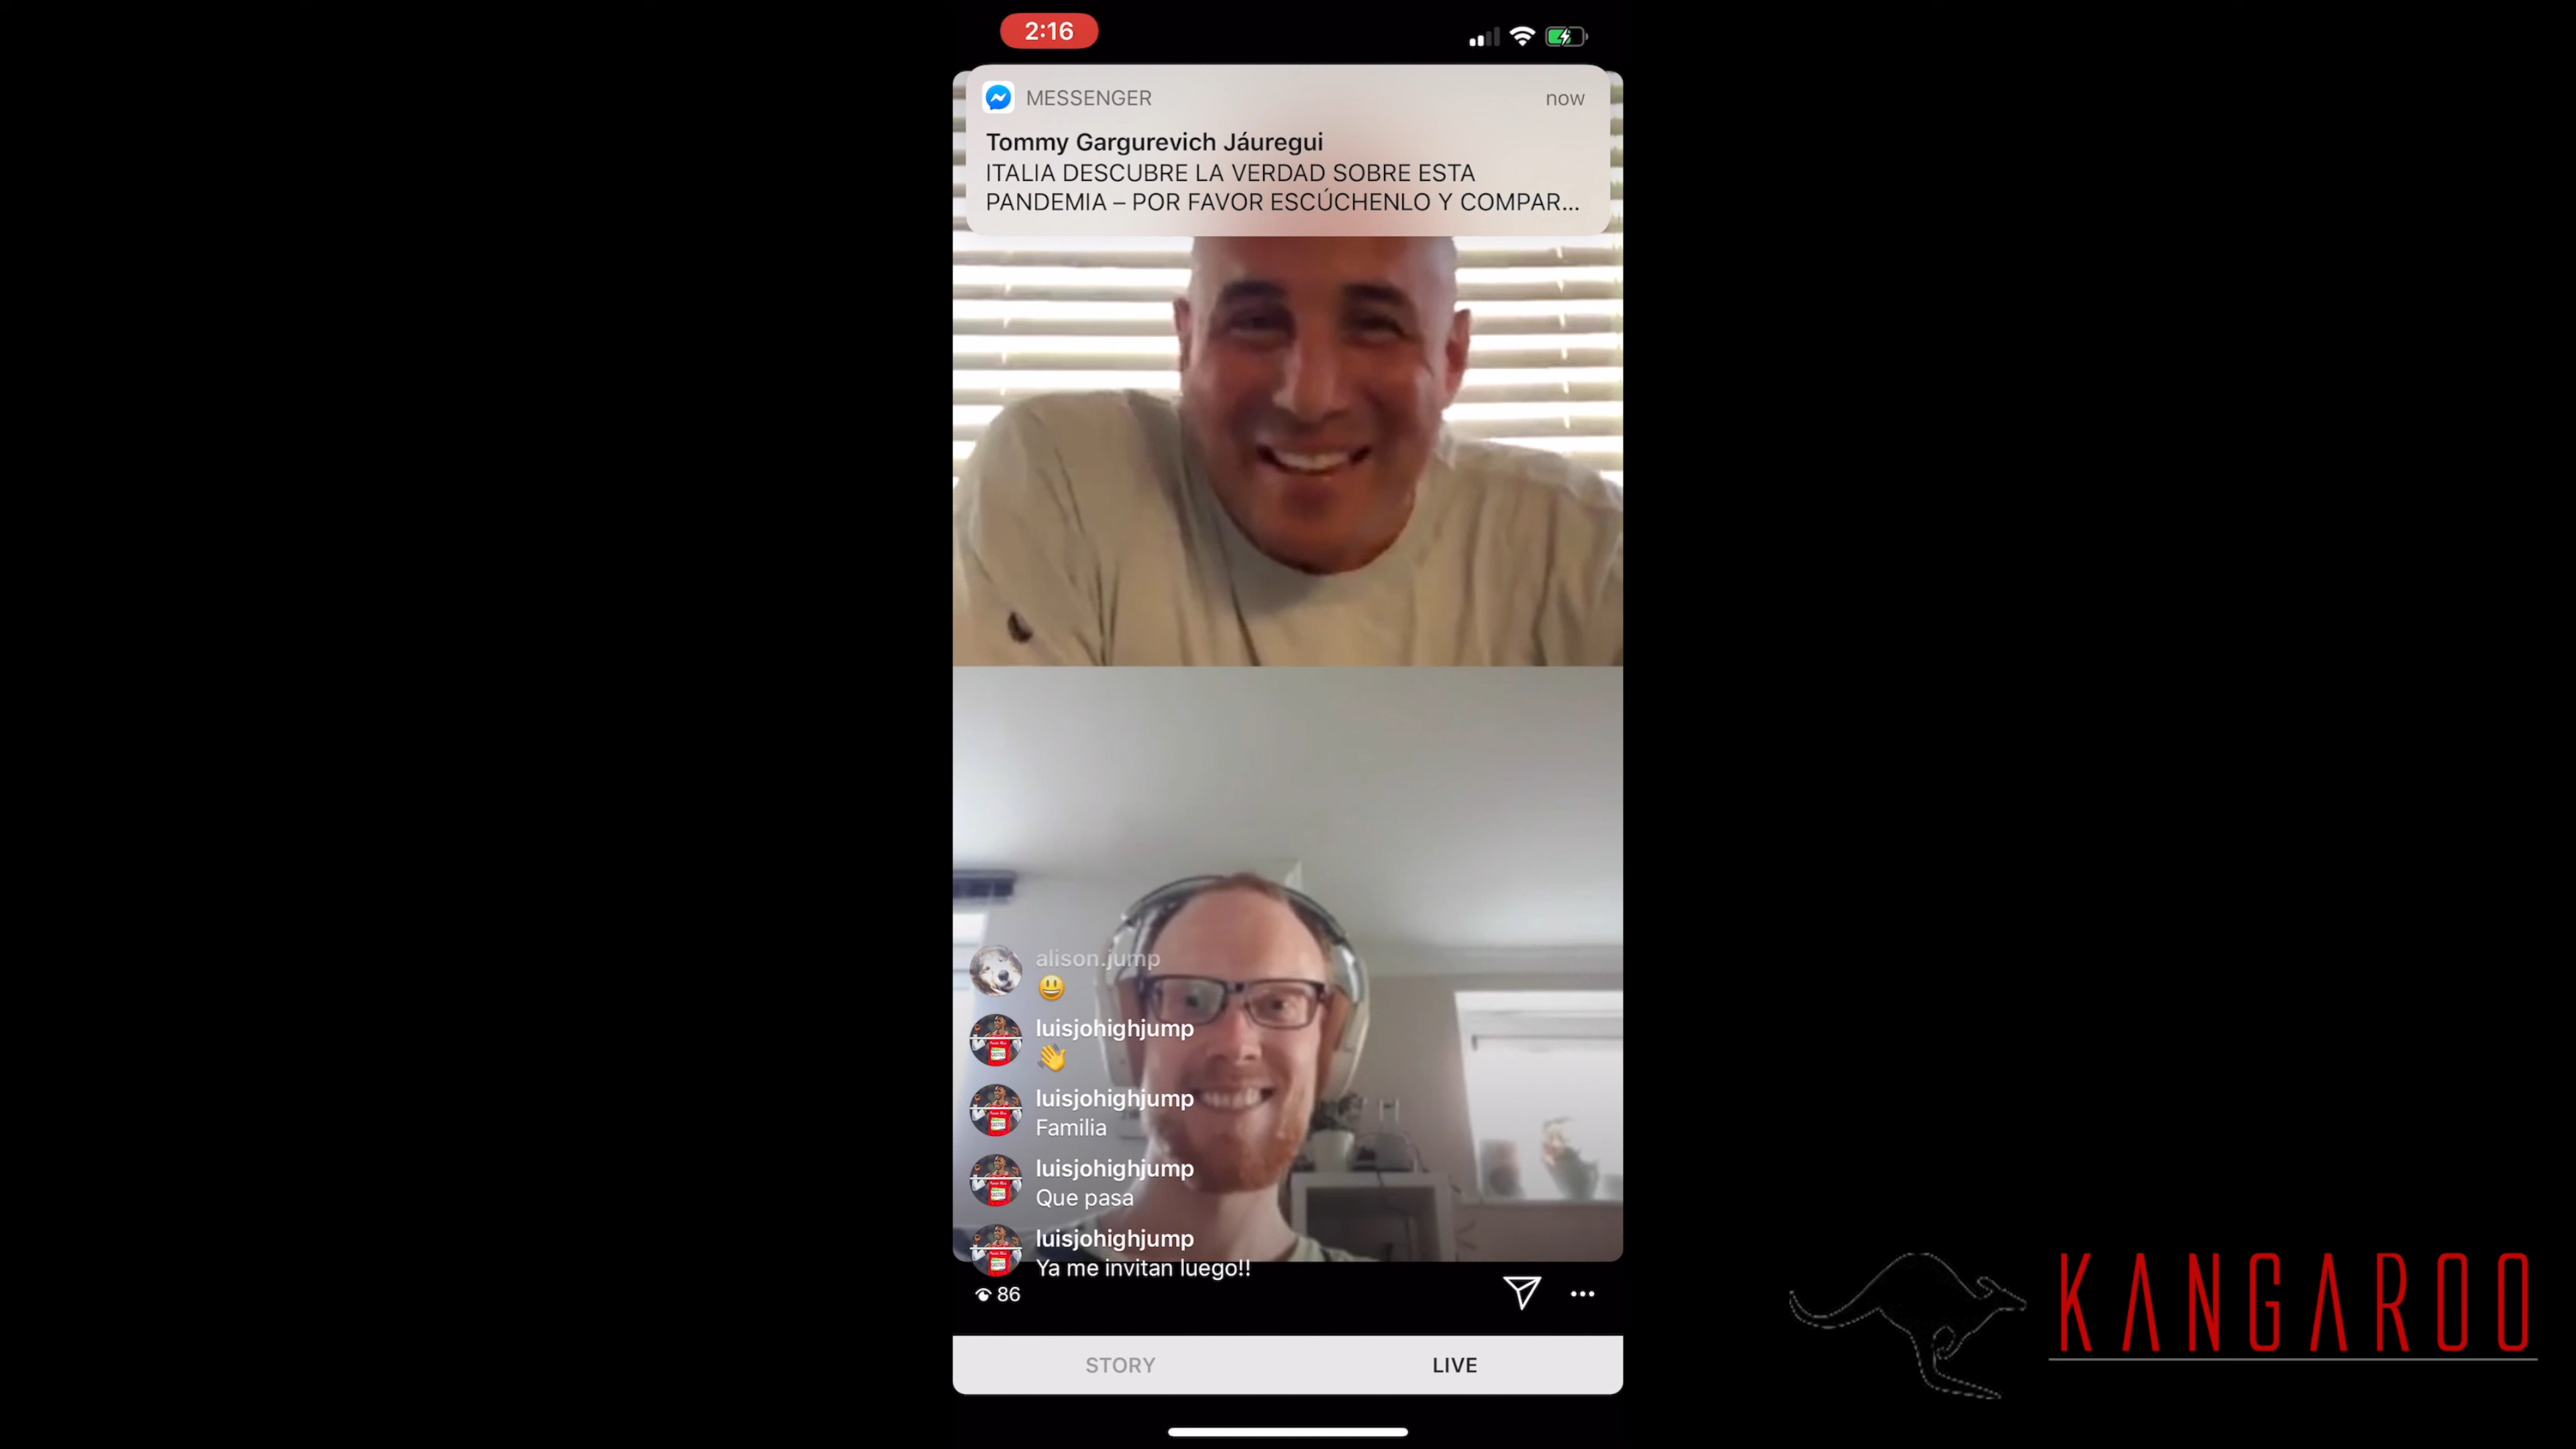 2:16
MESSENGER
now
Tommy Gargurevich Jáuregui
ITALIA DESCUBRE LA VERDAD SOBRE ESTA
PANDEMIA – POR FAVOR ESCÚCHENLO Y COMPAR...
alison.jump
😃
luisjohighjump
👋
luisjohighjump
Familia
luisjohighjump
Que pasa
luisjohighjump
Ya me invitan luego!!
86
STORY
LIVE
KANGAROO